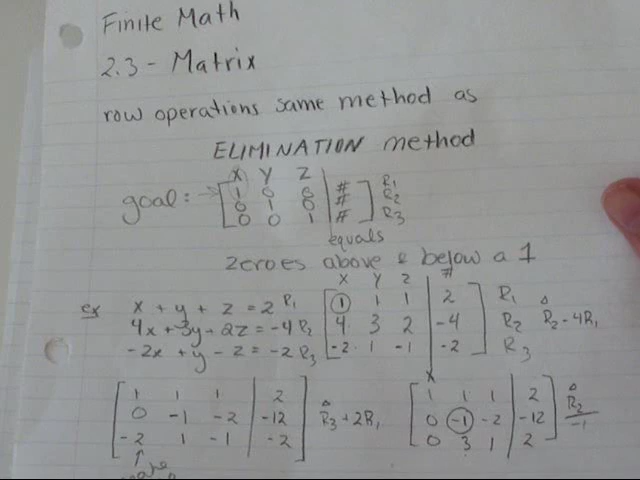 Finite Math
2.3 - Matrix
row operations same method as
ELIMINATION method
X Y Z
goal: [ 1 0 0 | # ] R1
0 1 0 | # R2
0 0 1 | # R3
equals
zeroes above & below a 1
X Y Z #
ex x + y + z = 2 R1 [ 1 1 1 | 2 ] R1
4x + 3y + 2z = -4 R2 4 3 2 | -4 R2 R2 - 4R1
-2x + y - z = -2 R3 -2 1 -1 | -2 R3
X
[ 1 1 1 | 2 ] [ 1 1 1 | 2 ]
0 -1 -2 | -12 R3 + 2R1 0 -1 -2 | -12 R2/-1
-2 1 -1 | -2 0 3 1 | 2
↑